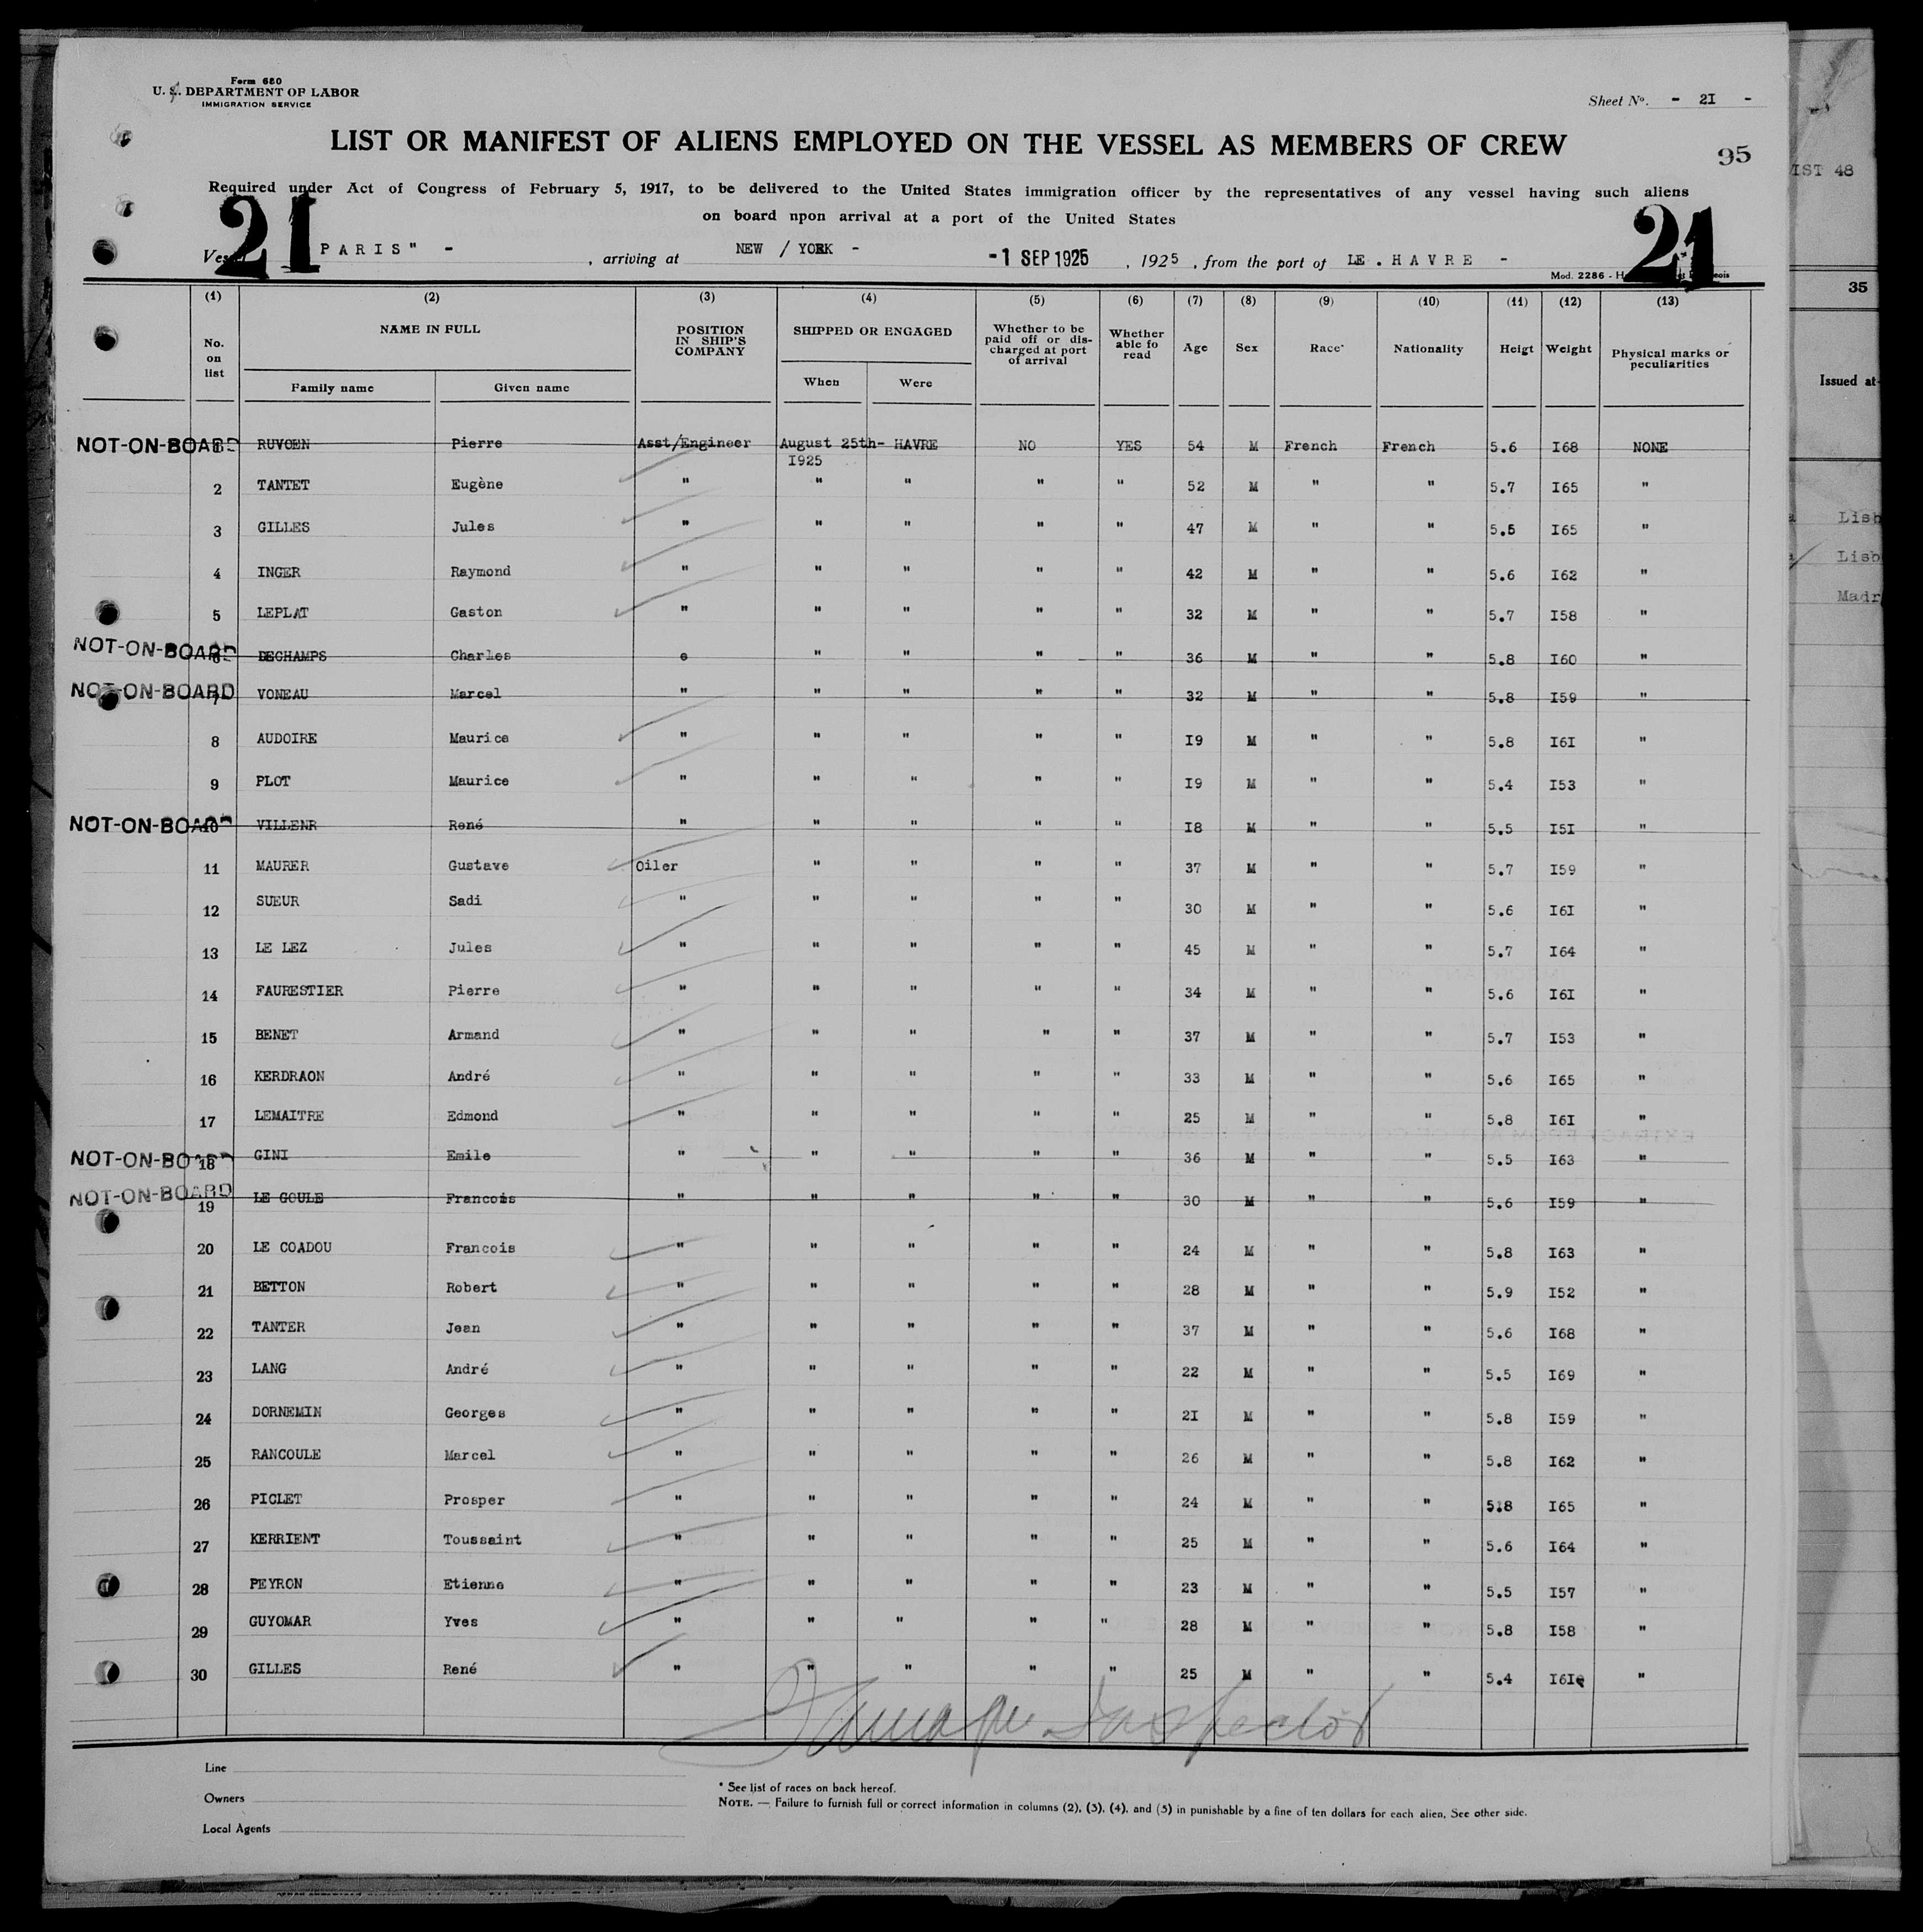 Form 680
U. S. DEPARTMENT OF LABOR
IMMIGRATION SERVICE
Sheet No. - 2I -
LIST OR MANIFEST OF ALIENS EMPLOYED ON THE VESSEL AS MEMBERS OF CREW
95
Required under Act of Congress of February 5, 1917, to be delivered to the United States immigration officer by the representatives of any vessel having such aliens
on board npon arrival at a port of the United States
21 21
PARIS" - , arriving at NEW / YORK - -1 SEP 1925 , 1925 , from the port of LE . HAVRE -
Mod. 2286
(1) (2) (3) (4) (5) (6) (7) (8) (9) (10) (11) (12) (13)
No. on list NAME IN FULL POSITION IN SHIP'S COMPANY SHIPPED OR ENGAGED Whether to be paid off or discharged at port of arrival Whether able fo read Age Sex Race* Nationality Heigt Weight Physical marks or peculiarities
Family name Given name When Were
NOT-ON-BOARD RUVOEN Pierre Asst/Engineer August 25th- HAVRE NO YES 54 M French French 5.6 I68 NONE
I925
2 TANTET Eugène " " " " " 52 M " " 5.7 I65 "
3 GILLES Jules " " " " " 47 M " " 5.5 I65 "
4 INGER Raymond " " " " " 42 M " " 5.6 I62 "
5 LEPLAT Gaston " " " " " 32 M " " 5.7 I58 "
NOT-ON-BOARD 6 DECHAMPS Charles e " " " " 36 M " " 5.8 I60 "
NOT-ON-BOARD 7 VONEAU Marcel " " " " " 32 M " " 5.8 I59 "
8 AUDOIRE Maurice " " " " " I9 M " " 5.8 I6I "
9 PLOT Maurice " " " " " I9 M " " 5.4 I53 "
NOT-ON-BOARD 10 VILLENR René " " " " " I8 M " " 5.5 I5I "
11 MAURER Gustave Oiler " " " " 37 M " " 5.7 I59 "
12 SUEUR Sadi " " " " " 30 M " " 5.6 I6I "
13 LE LEZ Jules " " " " " 45 M " " 5.7 I64 "
14 FAURESTIER Pierre " " " " " 34 M " " 5.6 I6I "
15 BENET Armand " " " " " 37 M " " 5.7 I53 "
16 KERDRAON André " " " " " 33 M " " 5.6 I65 "
17 LEMAITRE Edmond " " " " " 25 M " " 5.8 I6I "
NOT-ON-BOARD 18 GINI Emile " " " " " 36 M " " 5.5 I63 "
NOT-ON-BOARD 19 LE GOULE Francois " " " " " 30 M " " 5.6 I59 "
20 LE COADOU Francois " " " " " 24 M " " 5.8 I63 "
21 BETTON Robert " " " " " 28 M " " 5.9 I52 "
22 TANTER Jean " " " " " 37 M " " 5.6 I68 "
23 LANG André " " " " " 22 M " " 5.5 I69 "
24 DORNEMIN Georges " " " " " 2I M " " 5.8 I59 "
25 RANCOULE Marcel " " " " " 26 M " " 5.8 I62 "
26 PICLET Prosper " " " " " 24 M " " 5.8 I65 "
27 KERRIENT Toussaint " " " " " 25 M " " 5.6 I64 "
28 PEYRON Etienne " " " " " 23 M " " 5.5 I57 "
29 GUYOMAR Yves " " " " " 28 M " " 5.8 I58 "
30 GILLES René " " " " " 25 M " " 5.4 I6I "
Inspector
Line
Owners
Local Agents
* See list of races on back hereof.
NOTE. — Failure to furnish full or correct information in columns (2), (3), (4), and (5) in punishable by a fine of ten dollars for each alien, See other side.
IST 48
35
Issued at
Lisb
Lisb
Madr